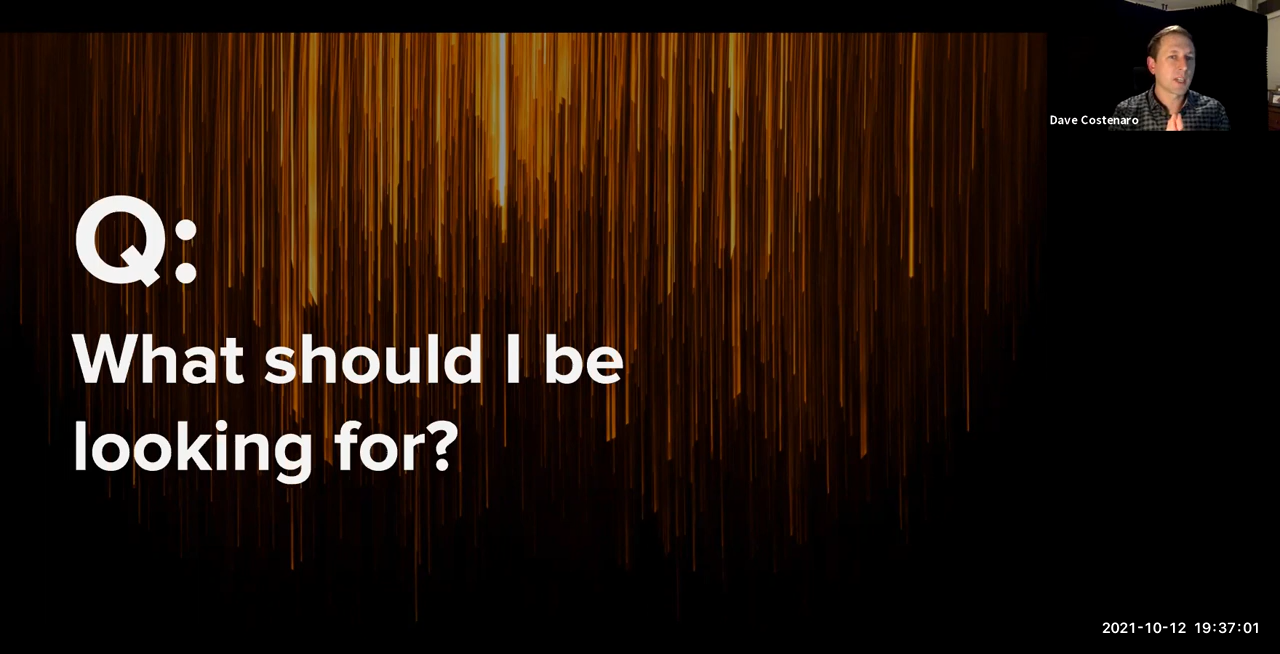 Dave Costenaro
Q:
What should I be
looking for?
2021-10-12 19:37:01